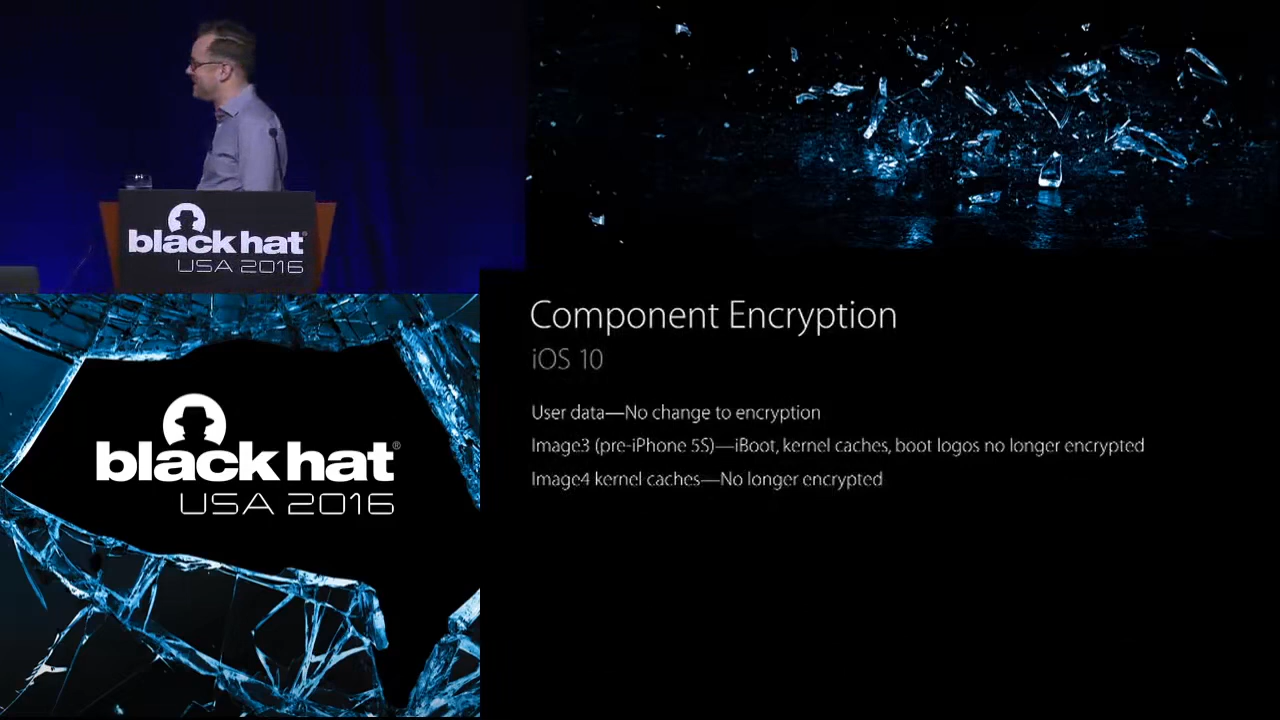 black hat
USA 2016
black hat®
USA 2016
Component Encryption
iOS 10
User data—No change to encryption
Image3 (pre-iPhone 5S)—iBoot, kernel caches, boot logos no longer encrypted
Image4 kernel caches—No longer encrypted